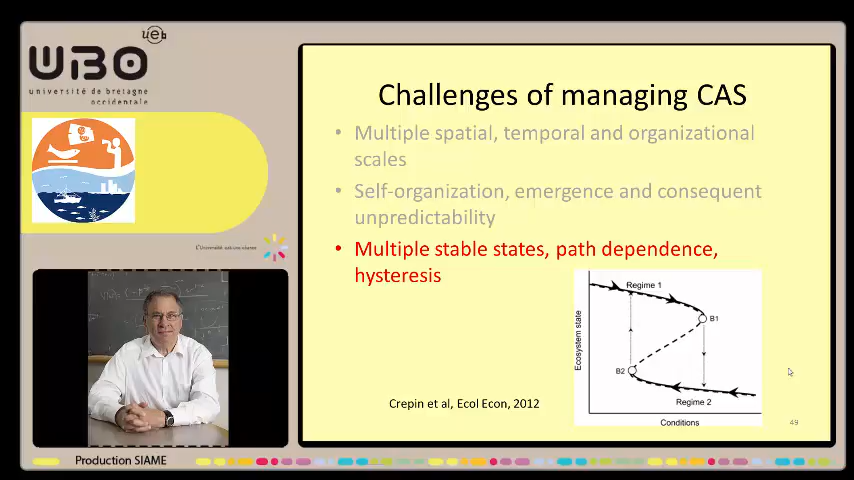 ueb
UBO
université de bretagne
occidentale
L'Université
Challenges of managing CAS
• Multiple spatial, temporal and organizational
scales
• Self-organization, emergence and consequent
unpredictability
• Multiple stable states, path dependence,
hysteresis
Regime 1
B1
Ecosystem state
B2
Regime 2
Conditions
Crepin et al, Ecol Econ, 2012
49
Production SIAME